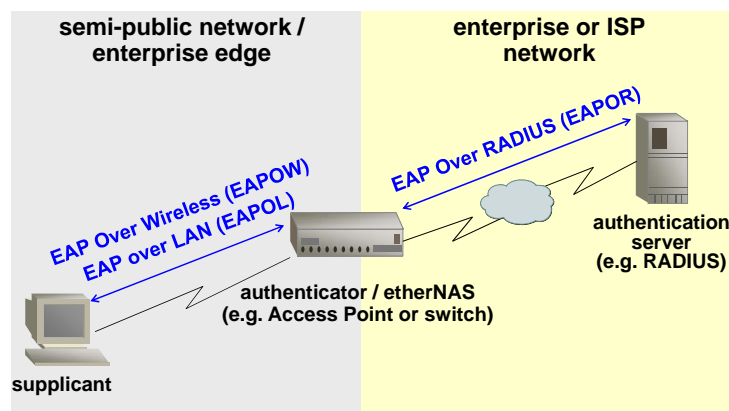 semi-public network /
enterprise edge
enterprise or ISP
network
EAP Over RADIUS (EAPOR)
EAP Over Wireless (EAPOW)
EAP over LAN (EAPOL)
authentication
server
(e.g. RADIUS)
authenticator / etherNAS
(e.g. Access Point or switch)
supplicant